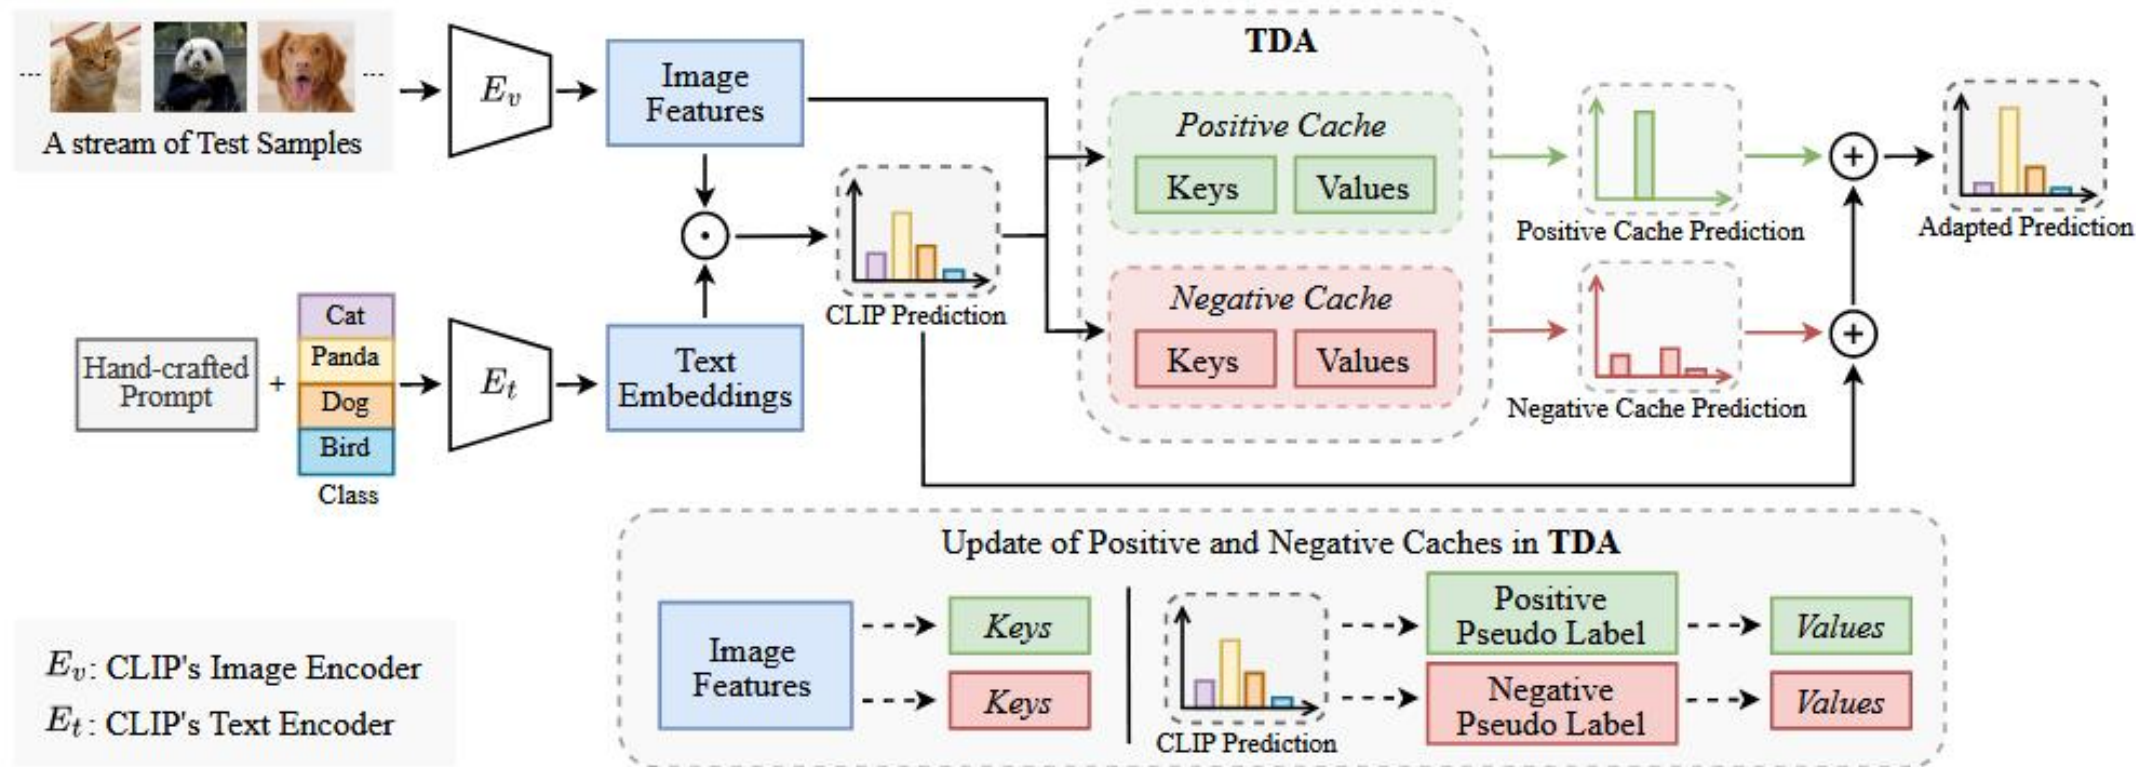 A stream of Test Samples
E_v
Image
Features
Hand-crafted
Prompt
+
Cat
Panda
Dog
Bird
Class
E_t
Text
Embeddings
CLIP Prediction
TDA
Positive Cache
Keys
Values
Negative Cache
Keys
Values
Positive Cache Prediction
Negative Cache Prediction
+
+
Adapted Prediction
Update of Positive and Negative Caches in TDA
Image
Features
Keys
Keys
CLIP Prediction
Positive
Pseudo Label
Negative
Pseudo Label
Values
Values
E_v: CLIP's Image Encoder
E_t: CLIP's Text Encoder